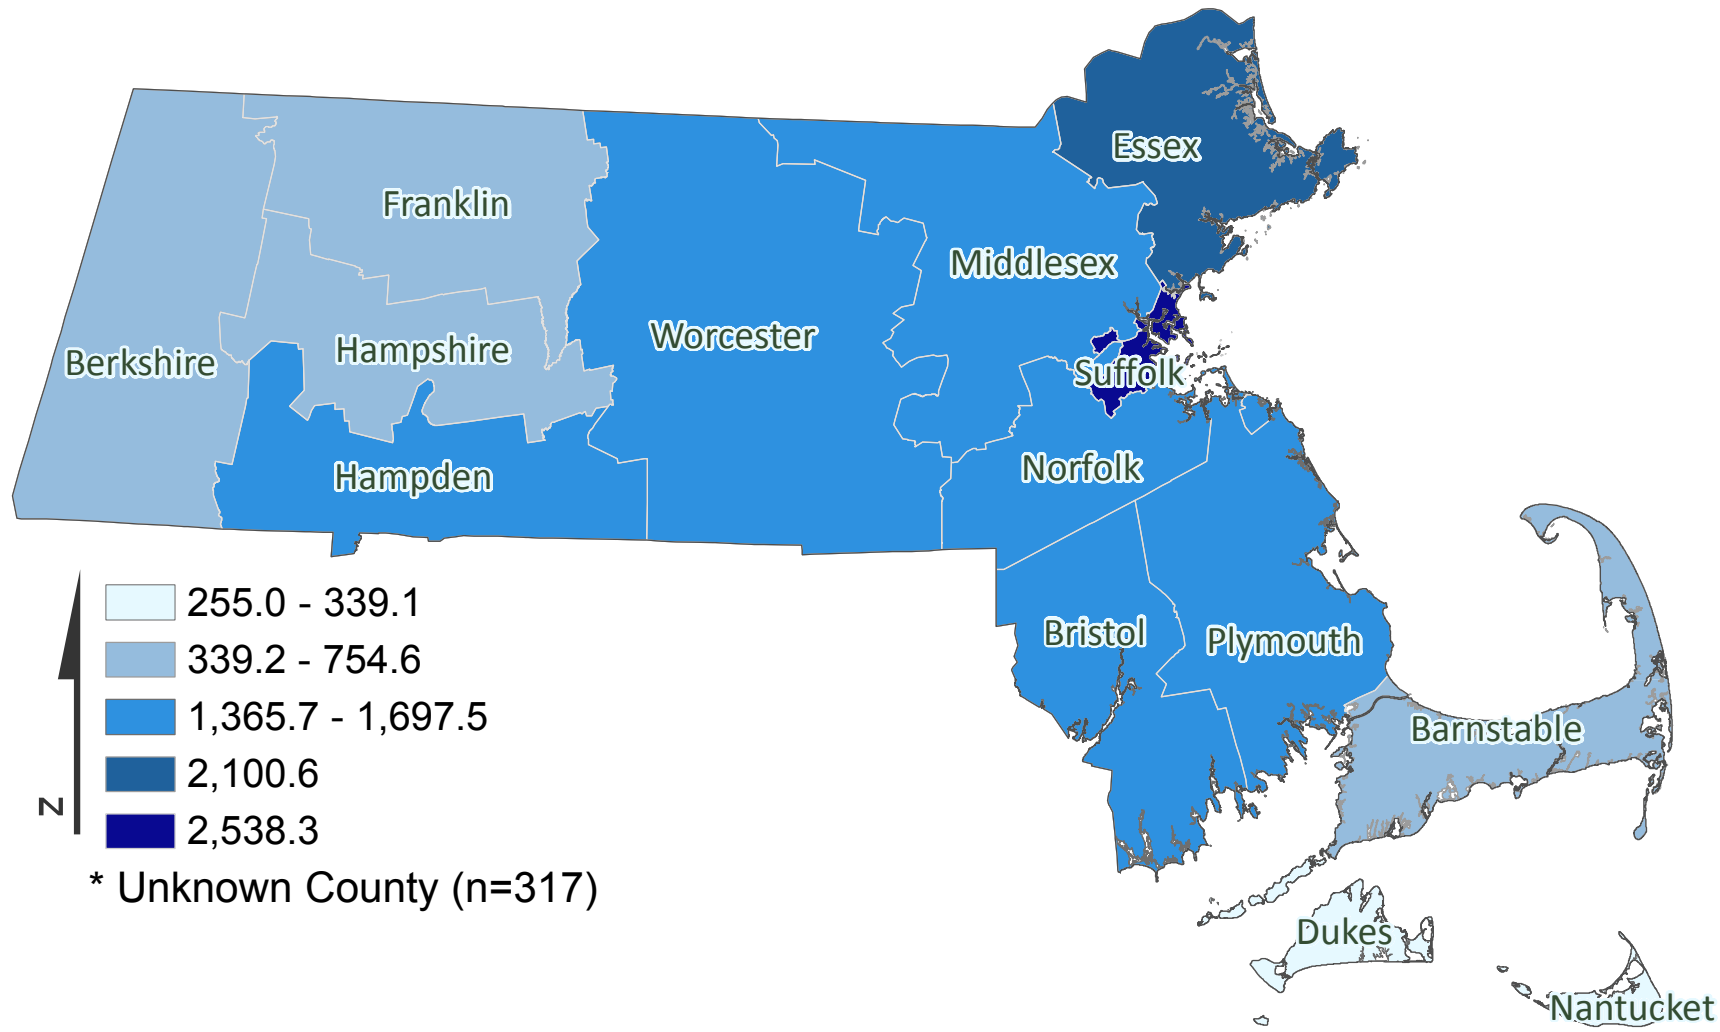 Essex
Franklin
Middlesex
Worcester
Hampshire
Berkshire
Suffolk
Norfolk
Hampden
255.0 - 339.1
Bristol
Plymouth
339.2 - 754.6
1,365.7 - 1,697.5
Barnstable
2,100.6
N
2,538.3
* Unknown County (n=317)
Dukes
Nantucket